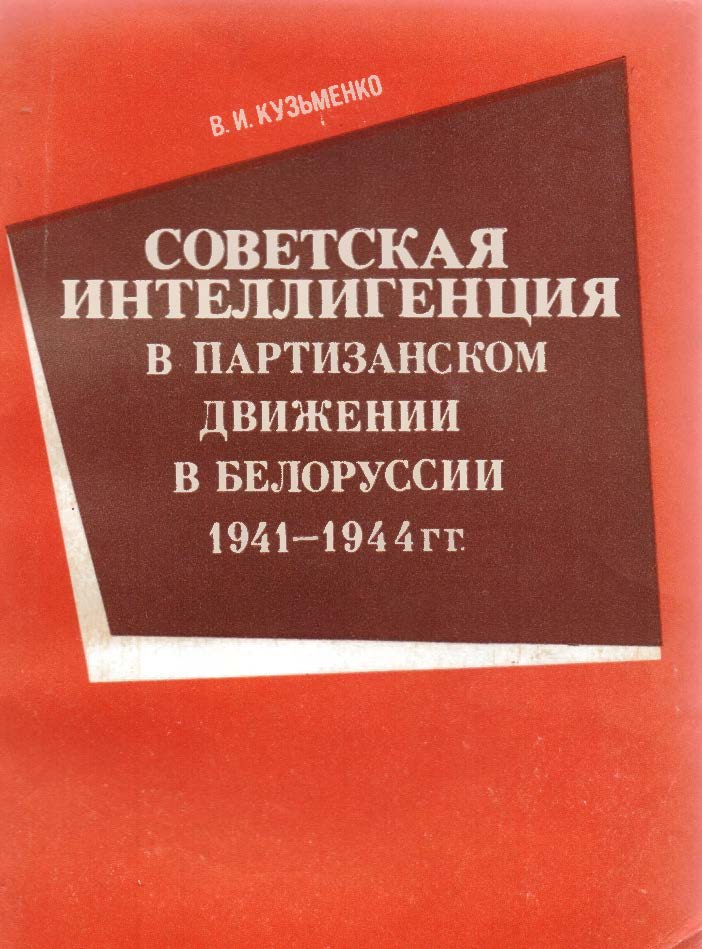 В. И. КУЗЬМЕНКО
СОВЕТСКАЯ
ИНТЕЛЛИГЕНЦИЯ
В ПАРТИЗАНСКОМ
ДВИЖЕНИИ
В БЕЛОРУССИИ
1941–1944 гг.